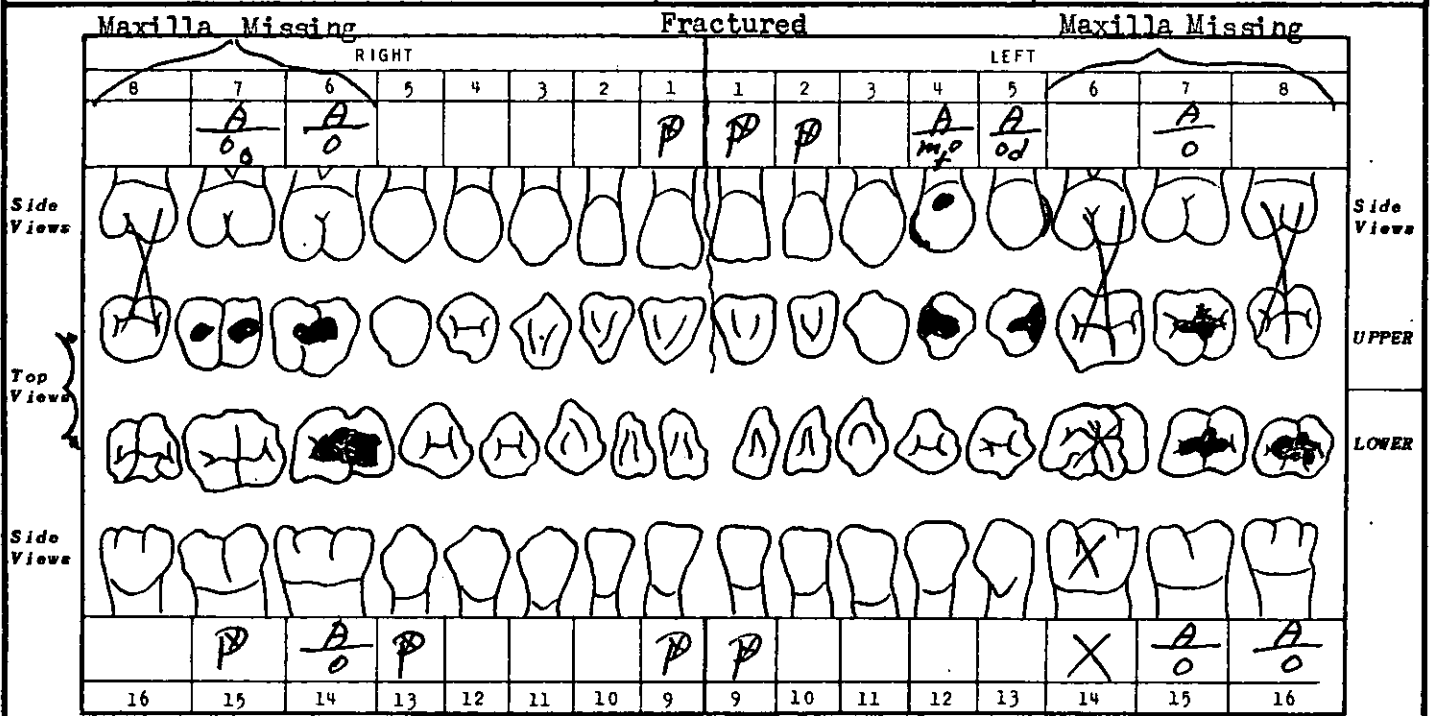 Maxilla Missing Fractured Maxilla Missing
RIGHT LEFT
8 7 6 5 4 3 2 1 1 2 3 4 5 6 7 8
A A P P P A A A
o o o mfo od o
Side Views Side Views
UPPER
Top Views
LOWER
Side Views
P A P P P X A A
o o o
16 15 14 13 12 11 10 9 9 10 11 12 13 14 15 16